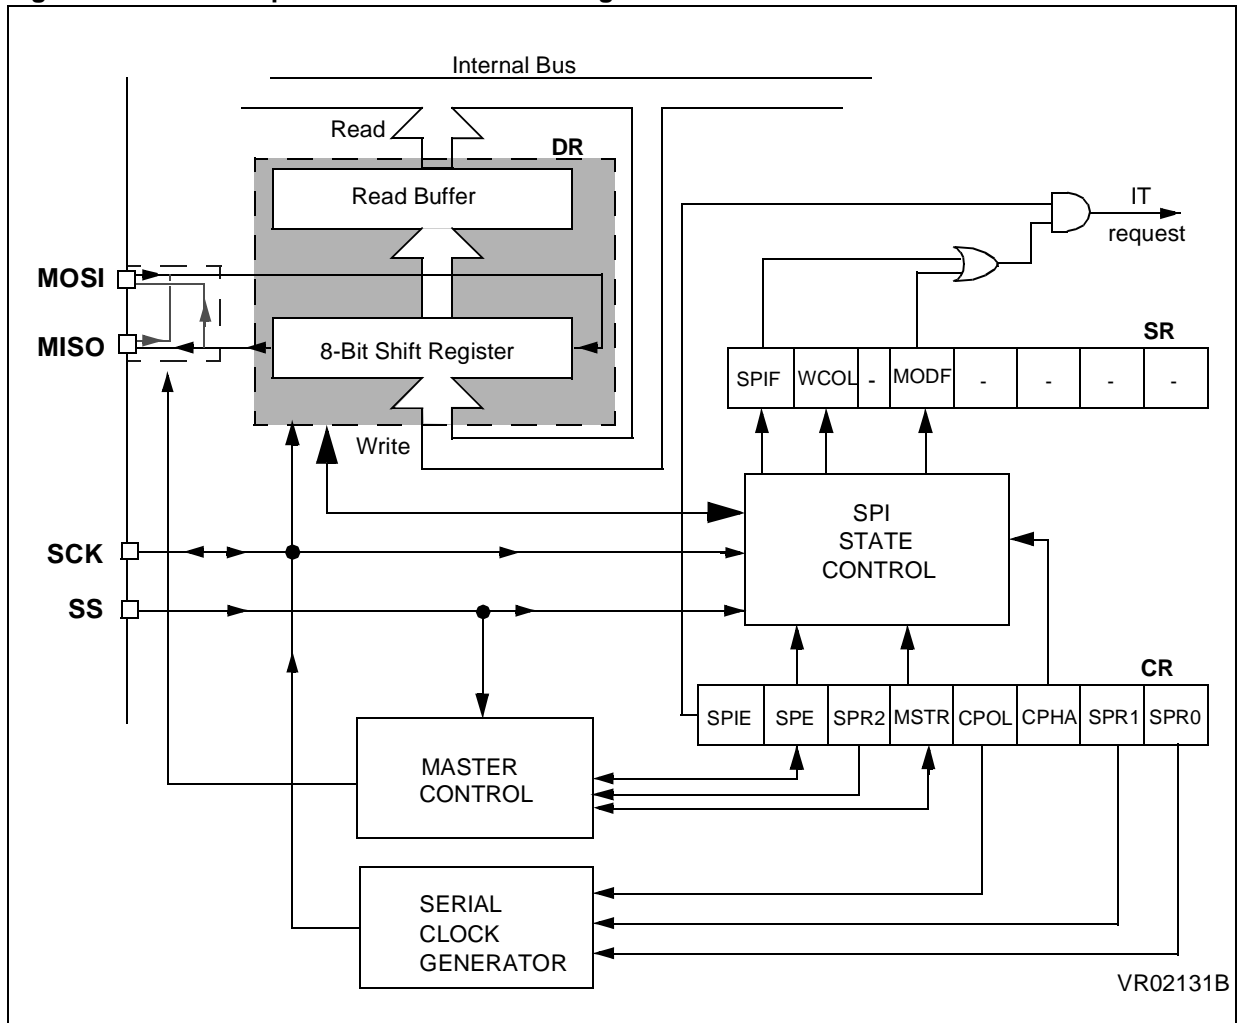 Internal Bus
Read
DR
Read Buffer
IT
request
MOSI
MISO
8-Bit Shift Register
SR
SPIF WCOL - MODF - - - -
Write
SPI
STATE
CONTROL
SCK
SS
CR
SPIE SPE SPR2 MSTR CPOL CPHA SPR1 SPR0
MASTER
CONTROL
SERIAL
CLOCK
GENERATOR
VR02131B